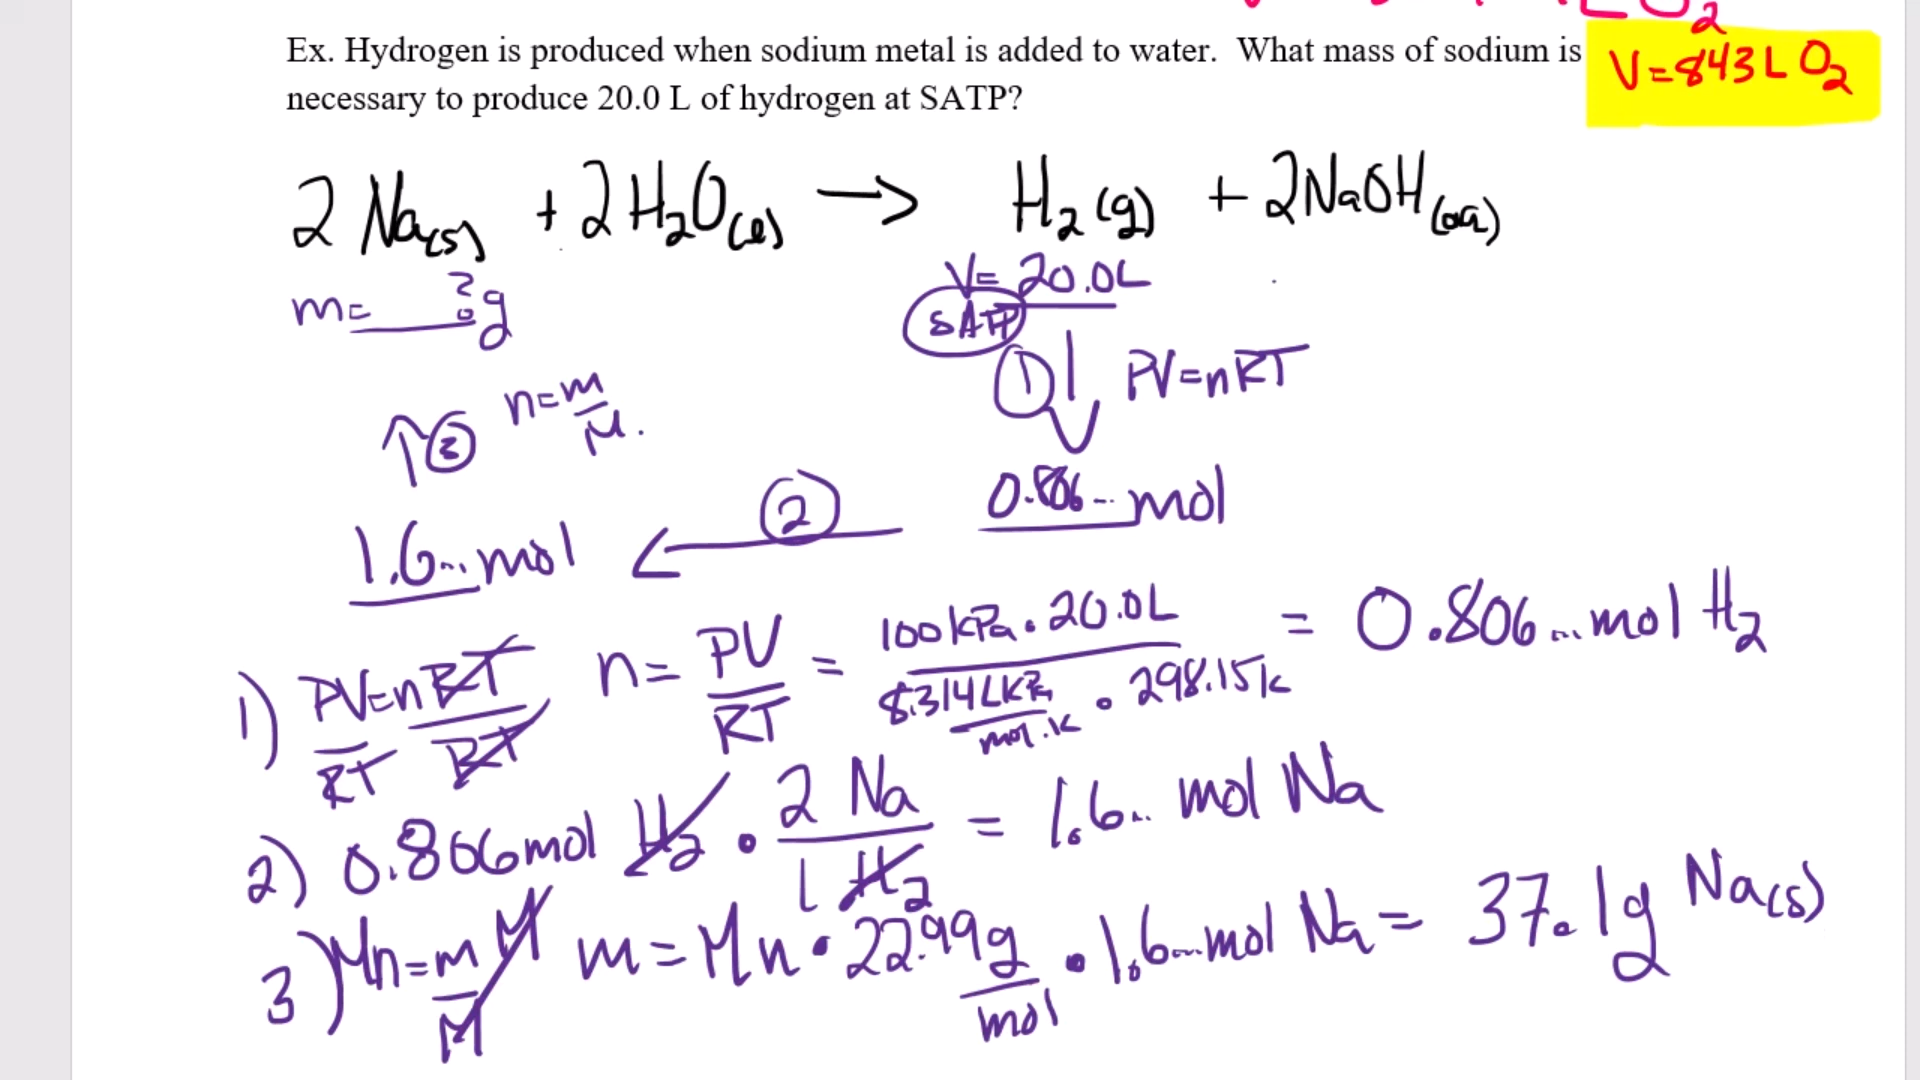 Ex. Hydrogen is produced when sodium metal is added to water.  What mass of sodium is
necessary to produce 20.0 L of hydrogen at SATP?
V=843L O₂
2 Na(s) + 2H₂O(l) → H₂(g) + 2NaOH(aq)
m= ? g
V= 20.0L
SATP
① PV=nRT
↑③ n=m/M.
0.806... mol
1.6... mol ← ②
1) PV/RT=nRT/RT n= PV/RT = 100kPa • 20.0L / 8.314LkPa/mol.K • 298.15K = 0.806... mol H₂
2) 0.806mol H₂ • 2 Na / 1 H₂ = 1.6... mol Na
3) Mn=m/M M m = Mn • 22.99g/mol • 1.6...mol Na = 37.1g Na(s)